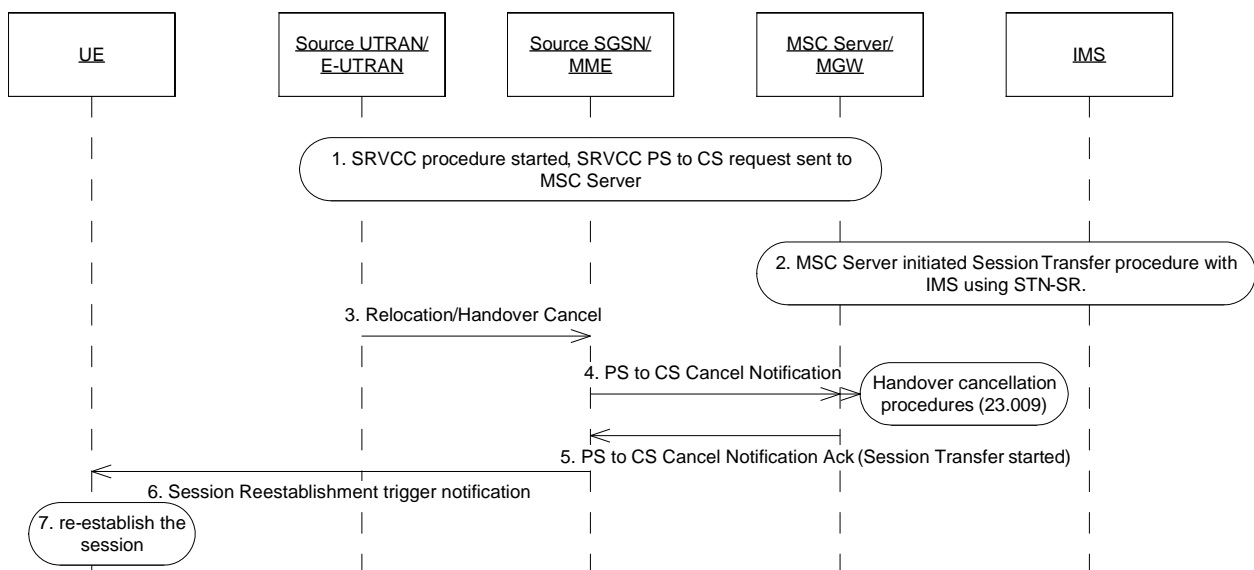 UE
Source UTRAN/
E-UTRAN
Source SGSN/
MME
MSC Server/
MGW
IMS
1. SRVCC procedure started, SRVCC PS to CS request sent to
MSC Server
2. MSC Server initiated Session Transfer procedure with
IMS using STN-SR.
3. Relocation/Handover Cancel
4. PS to CS Cancel Notification
Handover cancellation
procedures (23.009)
5. PS to CS Cancel Notification Ack (Session Transfer started)
6. Session Reestablishment trigger notification
7. re-establish the
session